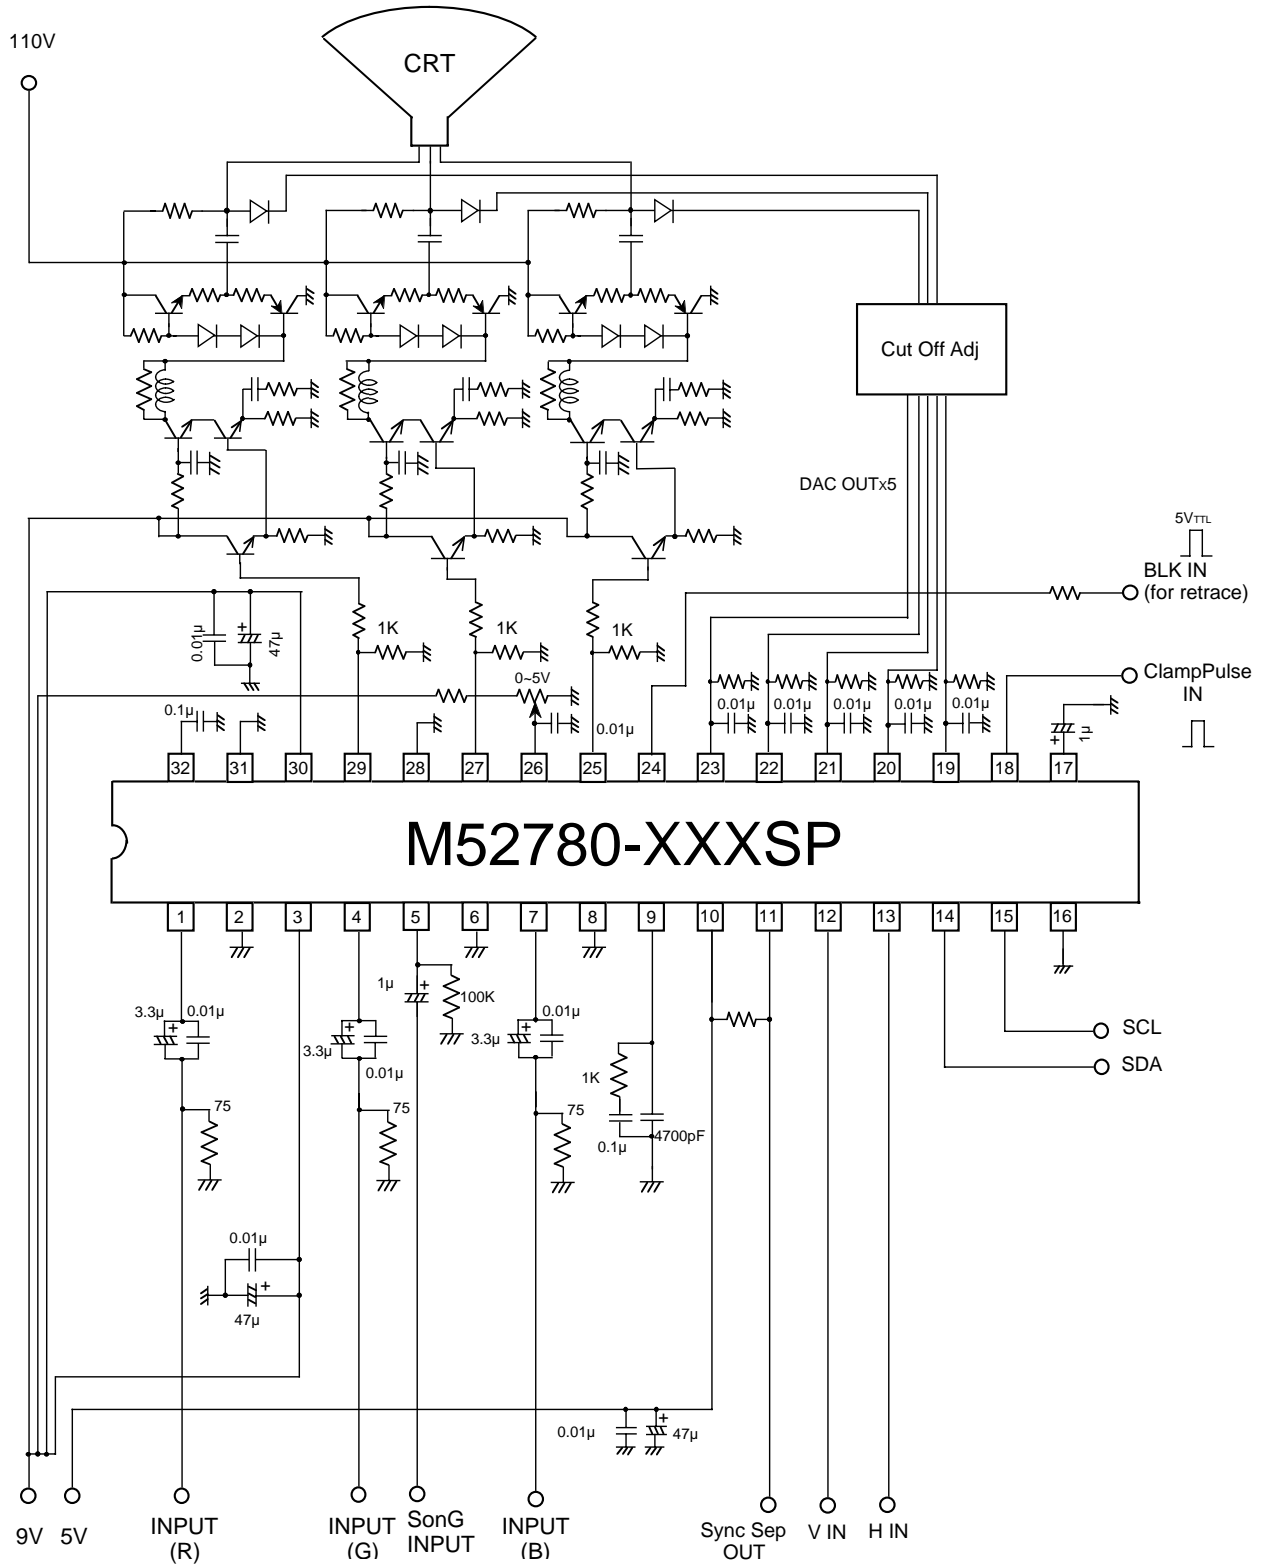 110V
CRT
Cut Off Adj
DAC OUTx5
5VTTL
BLK IN
(for retrace)
1K
1K
1K
0.01µ
+
47µ
ClampPulse
IN
0~5V
0.1µ
0.01µ
0.01µ
0.01µ
0.01µ
0.01µ
0.01µ
+
1µ
32
31
30
29
28
27
26
25
24
23
22
21
20
19
18
17
M52780-XXXSP
1
2
3
4
5
6
7
8
9
10
11
12
13
14
15
16
1µ
+
100K
3.3µ
+
0.01µ
3.3µ
+
0.01µ
3.3µ
+
0.01µ
SCL
SDA
1K
0.1µ
4700pF
75
75
75
0.01µ
+
47µ
0.01µ
+
47µ
9V
5V
INPUT
(R)
INPUT
(G)
SonG
INPUT
INPUT
(B)
Sync Sep
OUT
V IN
H IN